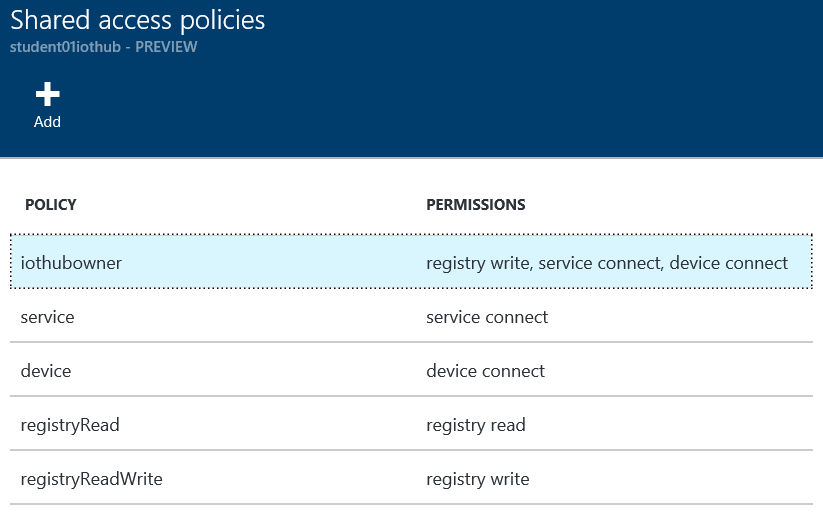 Shared access policies
student01iothub - PREVIEW
Add
POLICY PERMISSIONS
iothubowner registry write, service connect, device connect
service service connect
device device connect
registryRead registry read
registryReadWrite registry write